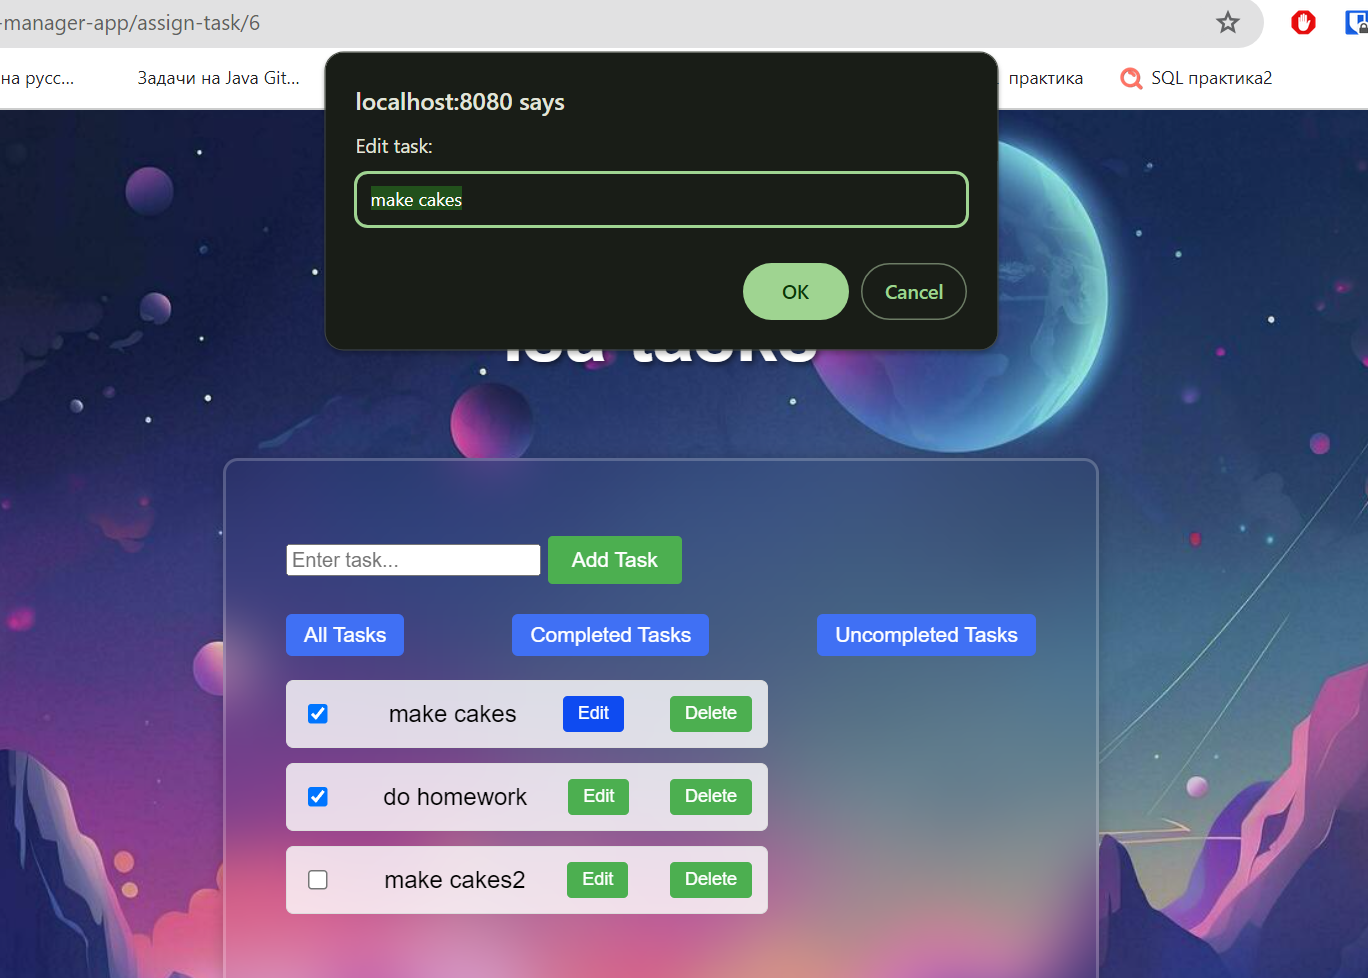 -manager-app/assign-task/6
на русс...
Задачи на Java Git...
практика
SQL практика2
localhost:8080 says
Edit task:
make cakes
OK
Cancel
tasks
Enter task...
Add Task
All Tasks
Completed Tasks
Uncompleted Tasks
make cakes
Edit
Delete
do homework
Edit
Delete
make cakes2
Edit
Delete